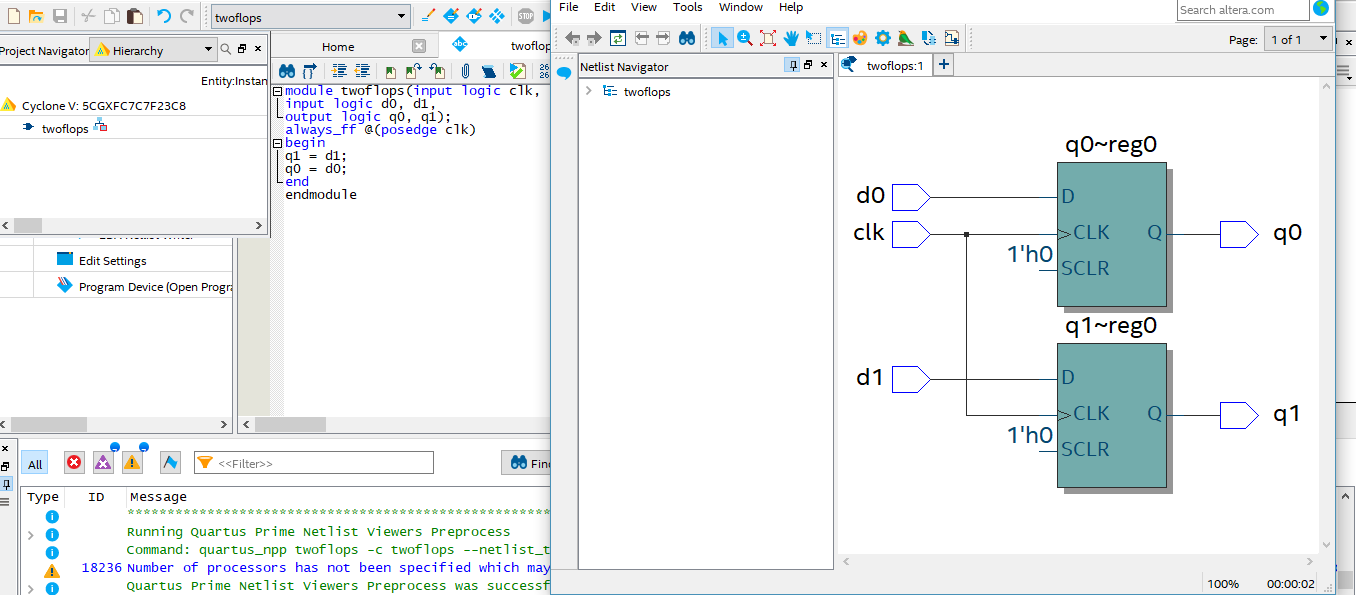 twoflops
Project Navigator
Hierarchy
Entity:Instan
Cyclone V: 5CGXFC7C7F23C8
twoflops
Edit Settings
Program Device (Open Progra
Home
abc
twoflop
module twoflops(input logic clk,
input logic d0, d1,
output logic q0, q1);
always_ff @(posedge clk)
begin
q1 = d1;
q0 = d0;
end
endmodule
All
<<Filter>>
Find
Type ID Message
Running Quartus Prime Netlist Viewers Preprocess
Command: quartus_npp twoflops -c twoflops --netlist_t
18236 Number of processors has not been specified which may
Quartus Prime Netlist Viewers Preprocess was successf
File Edit View Tools Window Help
Search altera.com
Page: 1 of 1
Netlist Navigator
twoflops
twoflops:1
q0~reg0
d0
D
clk
CLK
Q
q0
1'h0
SCLR
q1~reg0
d1
D
CLK
Q
q1
1'h0
SCLR
100% 00:00:02
STOP